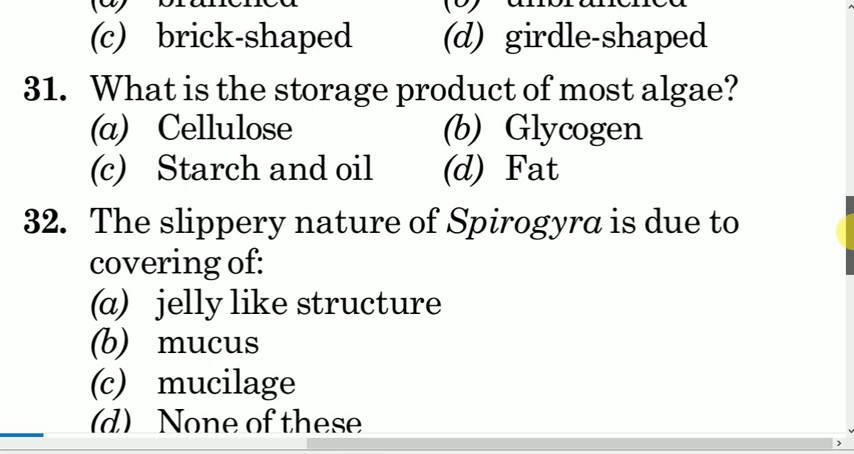 (a) branched (b) unbranched
(c) brick-shaped (d) girdle-shaped
31. What is the storage product of most algae?
(a) Cellulose (b) Glycogen
(c) Starch and oil (d) Fat
32. The slippery nature of Spirogyra is due to
covering of:
(a) jelly like structure
(b) mucus
(c) mucilage
(d) None of these